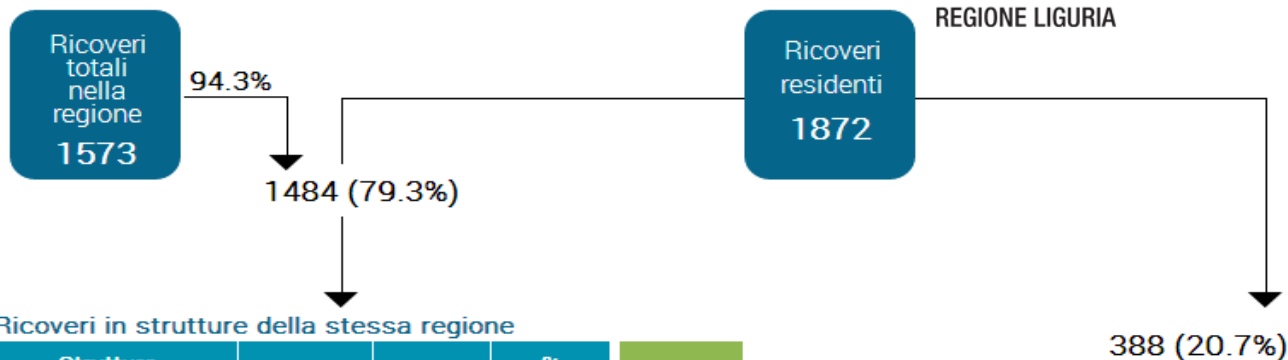 REGIONE LIGURIA
Ricoveri
totali
nella
regione
1573
94.3%
Ricoveri
residenti
1872
1484 (79.3%)
Ricoveri in strutture della stessa regione
388 (20.7%)